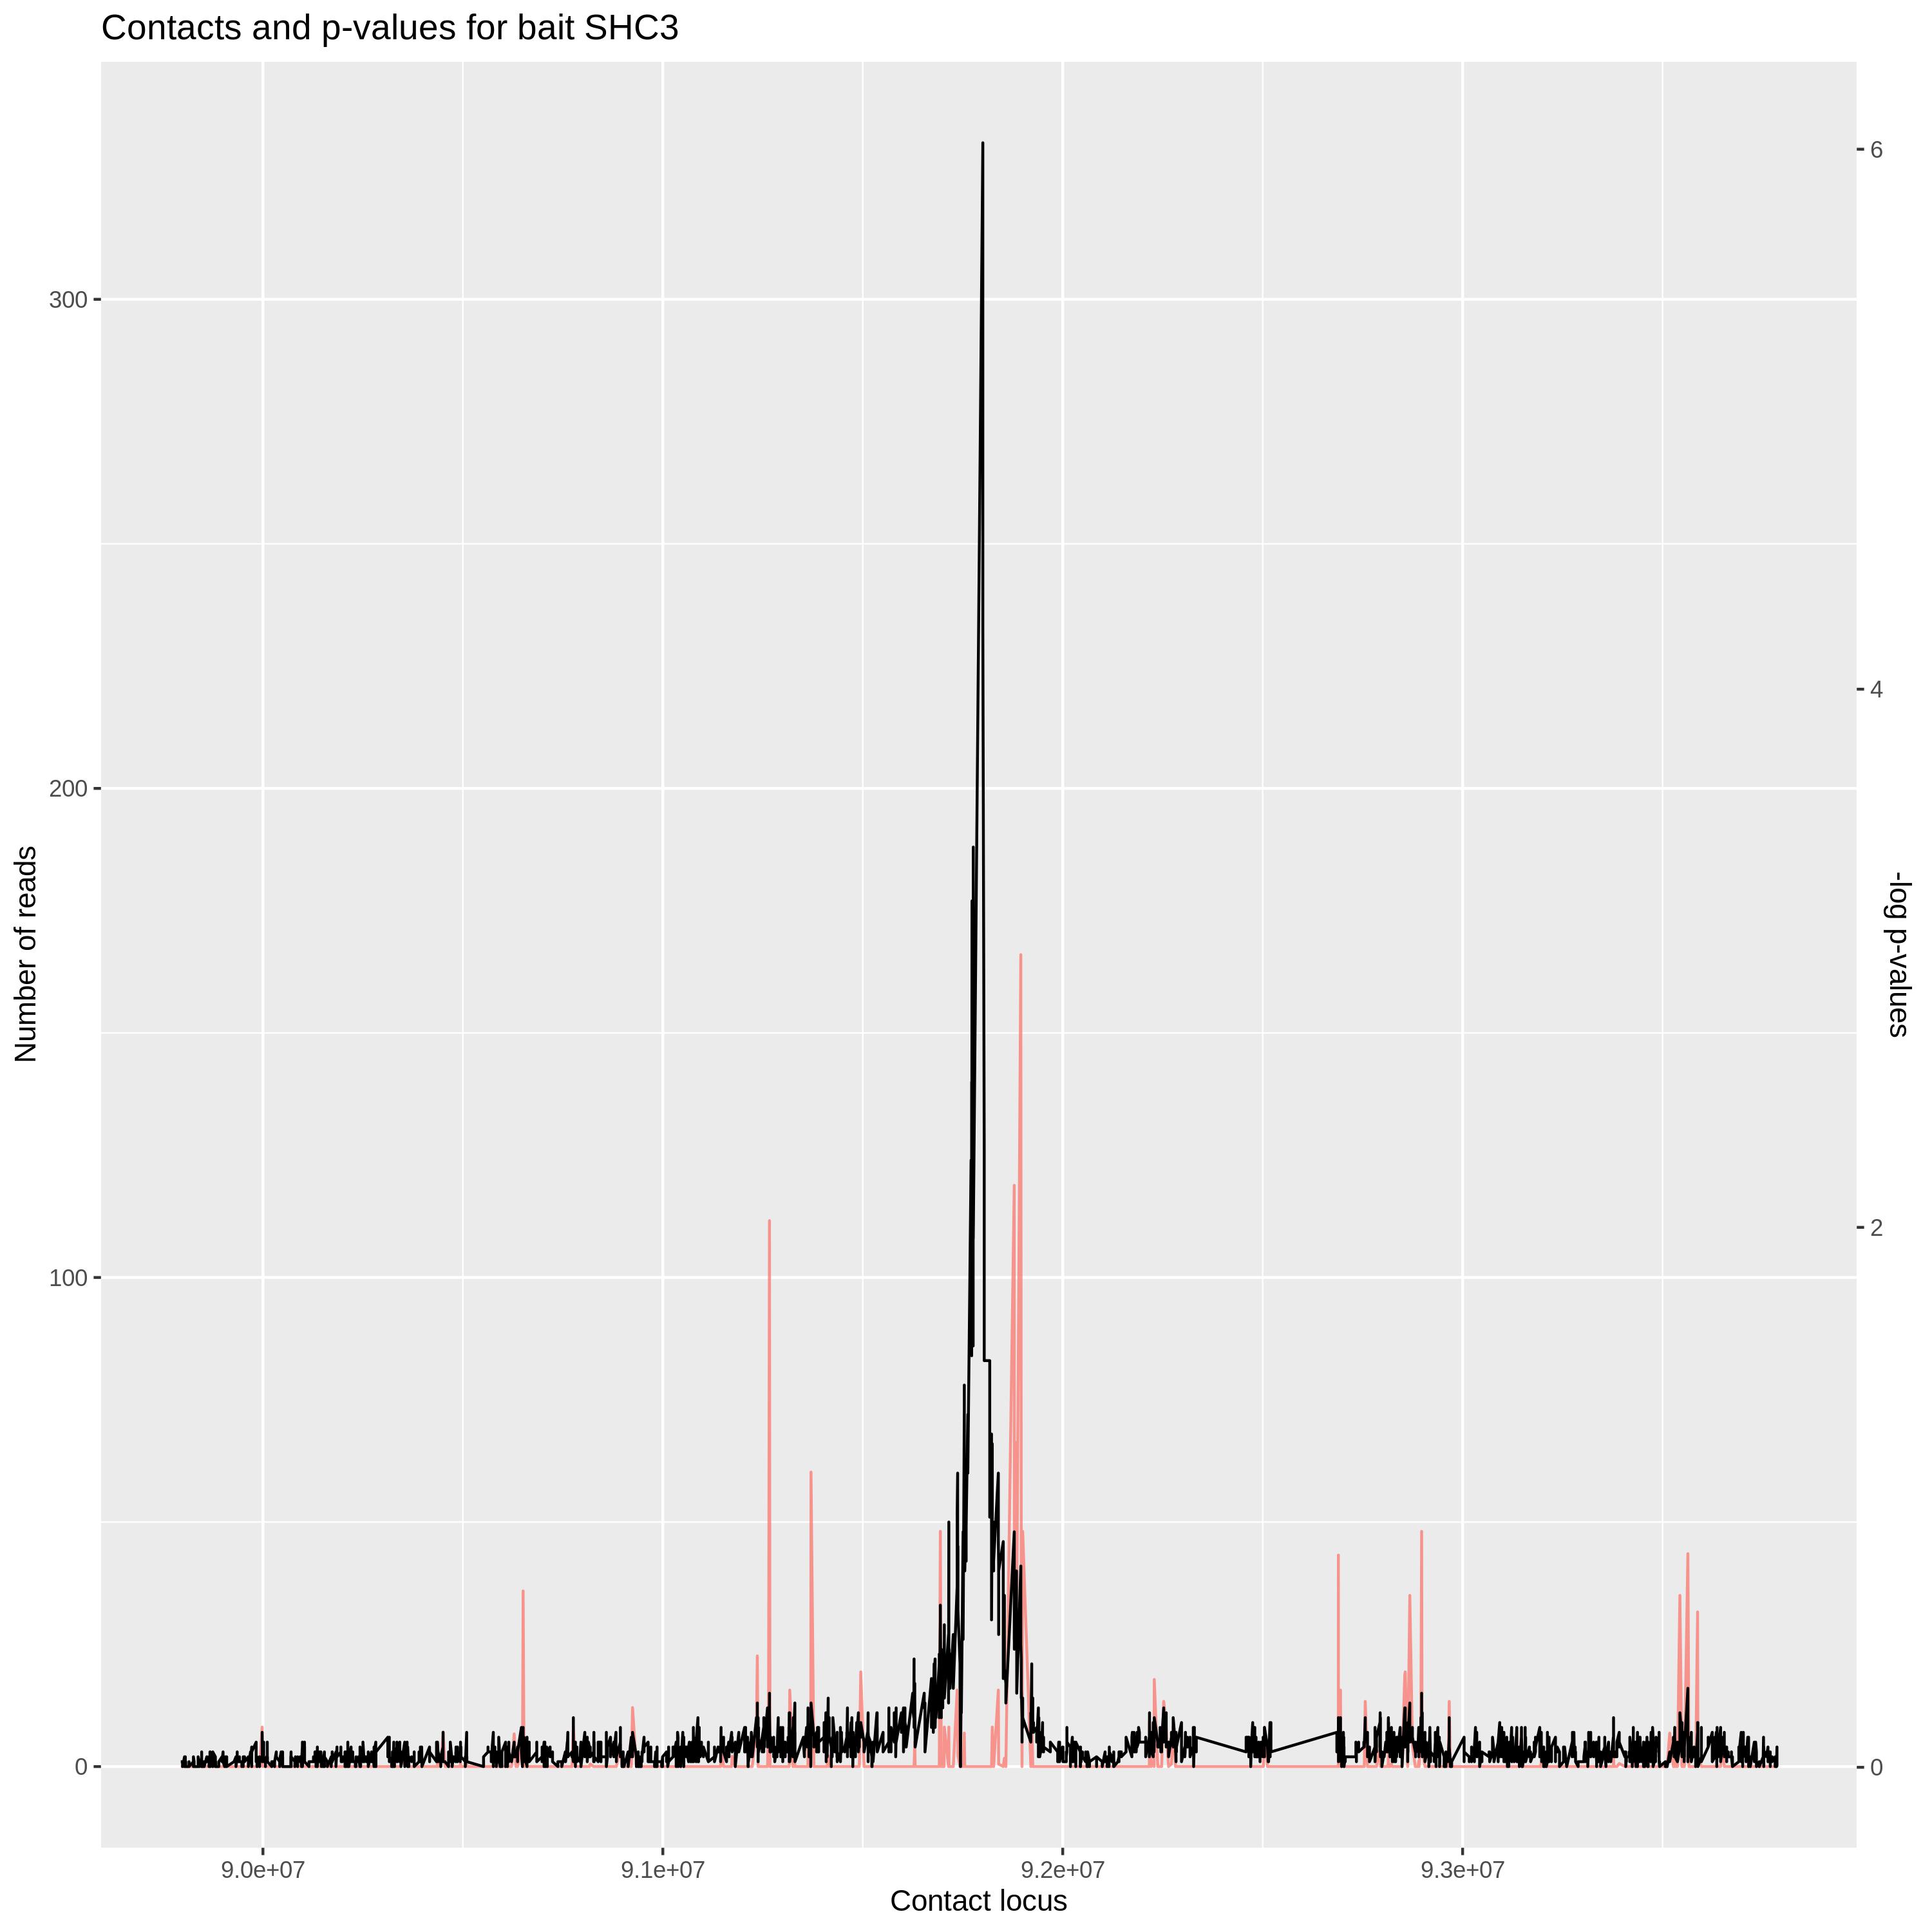 Contacts and p-values for bait SHC3
Number of reads
300
200
100
0
6
4
2
0
-log p-values
9.0e+07
9.1e+07
9.2e+07
9.3e+07
Contact locus